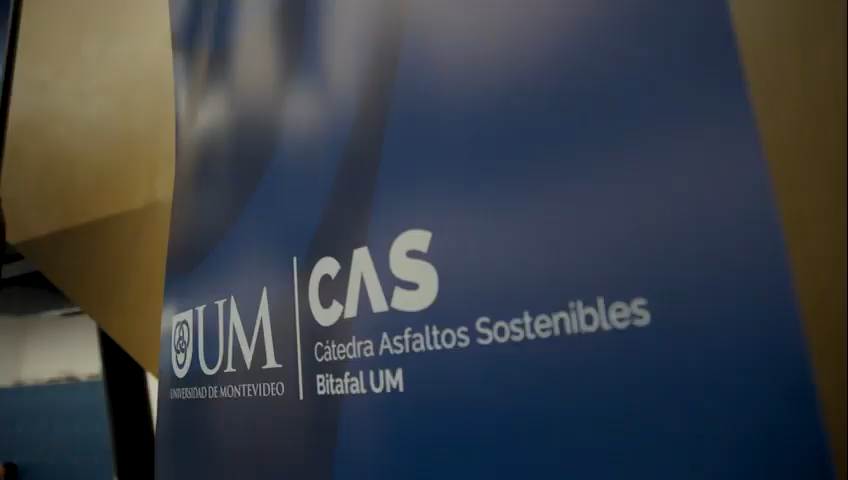 UM
UNIVERSIDAD DE MONTEVIDEO
CAS
Cátedra Asfaltos Sostenibles
Bitafal UM